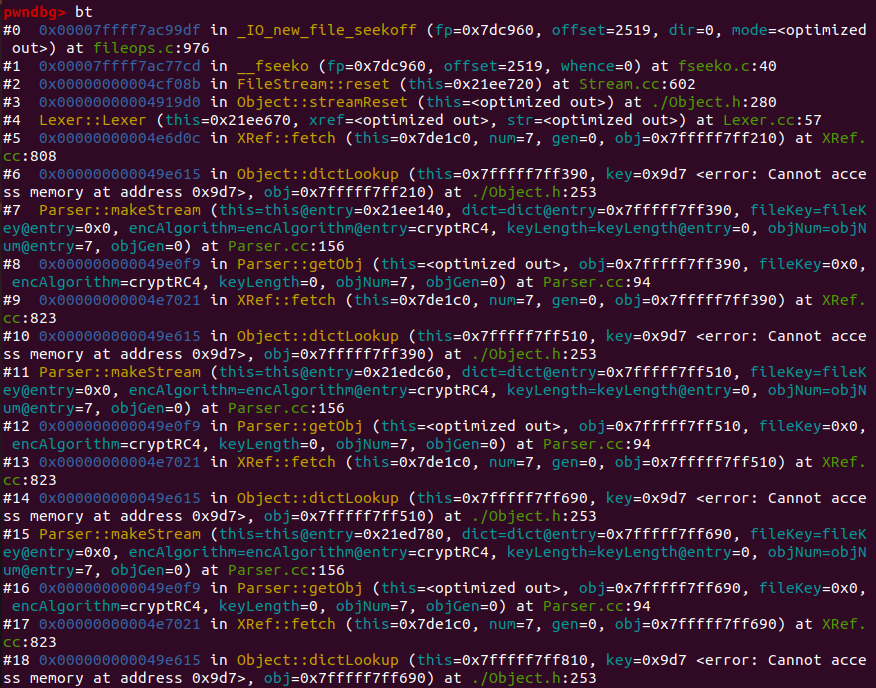 pwndbg> bt
#0  0x00007ffff7ac99df in _IO_new_file_seekoff (fp=0x7dc960, offset=2519, dir=0, mode=<optimized
 out>) at fileops.c:976
#1  0x00007ffff7ac77cd in __fseeko (fp=0x7dc960, offset=2519, whence=0) at fseeko.c:40
#2  0x00000000004cf08b in FileStream::reset (this=0x21ee720) at Stream.cc:602
#3  0x00000000004919d0 in Object::streamReset (this=<optimized out>) at ./Object.h:280
#4  Lexer::Lexer (this=0x21ee670, xref=<optimized out>, str=<optimized out>) at Lexer.cc:57
#5  0x00000000004e6d0c in XRef::fetch (this=0x7de1c0, num=7, gen=0, obj=0x7fffff7ff210) at XRef.
cc:808
#6  0x000000000049e615 in Object::dictLookup (this=0x7fffff7ff390, key=0x9d7 <error: Cannot acce
ss memory at address 0x9d7>, obj=0x7fffff7ff210) at ./Object.h:253
#7  Parser::makeStream (this=this@entry=0x21ee140, dict=dict@entry=0x7fffff7ff390, fileKey=fileK
ey@entry=0x0, encAlgorithm=encAlgorithm@entry=cryptRC4, keyLength=keyLength@entry=0, objNum=objN
um@entry=7, objGen=0) at Parser.cc:156
#8  0x000000000049e0f9 in Parser::getObj (this=<optimized out>, obj=0x7fffff7ff390, fileKey=0x0,
 encAlgorithm=cryptRC4, keyLength=0, objNum=7, objGen=0) at Parser.cc:94
#9  0x00000000004e7021 in XRef::fetch (this=0x7de1c0, num=7, gen=0, obj=0x7fffff7ff390) at XRef.
cc:823
#10 0x000000000049e615 in Object::dictLookup (this=0x7fffff7ff510, key=0x9d7 <error: Cannot acce
ss memory at address 0x9d7>, obj=0x7fffff7ff390) at ./Object.h:253
#11 Parser::makeStream (this=this@entry=0x21edc60, dict=dict@entry=0x7fffff7ff510, fileKey=fileK
ey@entry=0x0, encAlgorithm=encAlgorithm@entry=cryptRC4, keyLength=keyLength@entry=0, objNum=objN
um@entry=7, objGen=0) at Parser.cc:156
#12 0x000000000049e0f9 in Parser::getObj (this=<optimized out>, obj=0x7fffff7ff510, fileKey=0x0,
 encAlgorithm=cryptRC4, keyLength=0, objNum=7, objGen=0) at Parser.cc:94
#13 0x00000000004e7021 in XRef::fetch (this=0x7de1c0, num=7, gen=0, obj=0x7fffff7ff510) at XRef.
cc:823
#14 0x000000000049e615 in Object::dictLookup (this=0x7fffff7ff690, key=0x9d7 <error: Cannot acce
ss memory at address 0x9d7>, obj=0x7fffff7ff510) at ./Object.h:253
#15 Parser::makeStream (this=this@entry=0x21ed780, dict=dict@entry=0x7fffff7ff690, fileKey=fileK
ey@entry=0x0, encAlgorithm=encAlgorithm@entry=cryptRC4, keyLength=keyLength@entry=0, objNum=objN
um@entry=7, objGen=0) at Parser.cc:156
#16 0x000000000049e0f9 in Parser::getObj (this=<optimized out>, obj=0x7fffff7ff690, fileKey=0x0,
 encAlgorithm=cryptRC4, keyLength=0, objNum=7, objGen=0) at Parser.cc:94
#17 0x00000000004e7021 in XRef::fetch (this=0x7de1c0, num=7, gen=0, obj=0x7fffff7ff690) at XRef.
cc:823
#18 0x000000000049e615 in Object::dictLookup (this=0x7fffff7ff810, key=0x9d7 <error: Cannot acce
ss memory at address 0x9d7>, obj=0x7fffff7ff690) at ./Object.h:253